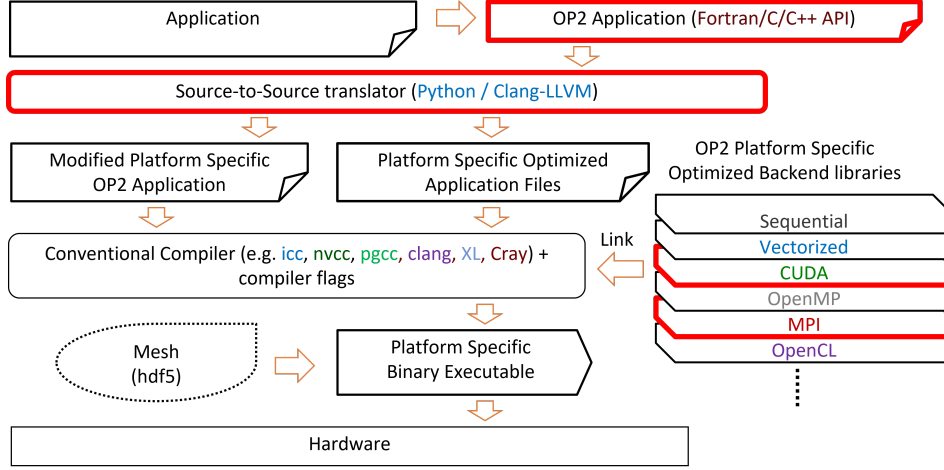 Application
OP2 Application (Fortran/C/C++ API)
Source-to-Source translator (Python / Clang-LLVM)
Modified Platform Specific
OP2 Application
Platform Specific Optimized
Application Files
OP2 Platform Specific
Optimized Backend libraries
Sequential
Vectorized
CUDA
OpenMP
MPI
OpenCL
Link
Conventional Compiler (e.g. icc, nvcc, pgcc, clang, XL, Cray) +
compiler flags
Mesh
(hdf5)
Platform Specific
Binary Executable
Hardware